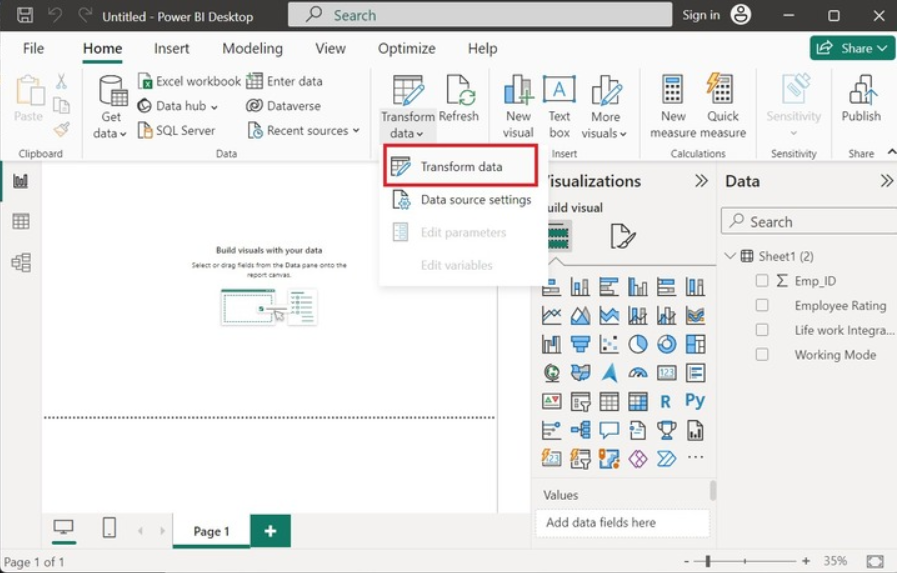 Untitled - Power BI Desktop
Search
Sign in
File Home Insert Modeling View Optimize Help
Share
Paste
Get data
Excel workbook
Data hub
SQL Server
Enter data
Dataverse
Recent sources
Transform data
Refresh
New visual
Text box
More visuals
New measure
Quick measure
Sensitivity
Publish
Clipboard
Data
Insert
Calculations
Sensitivity
Share
Transform data
Data source settings
Edit parameters
Edit variables
Build visuals with your data
Select or drag fields from the Data pane onto the
report canvas.
isualizations
uild visual
R
Py
Values
Add data fields here
Data
Search
Sheet1 (2)
Σ Emp_ID
Employee Rating
Life work Integra...
Working Mode
Page 1
Page 1 of 1
- + 35%